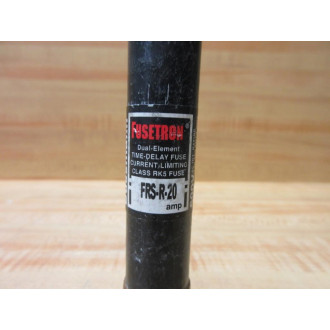 FUSETRON®
Dual-Element
TIME-DELAY FUSE
CURRENT-LIMITING
CLASS RK5 FUSE
FRS-R-20
amp